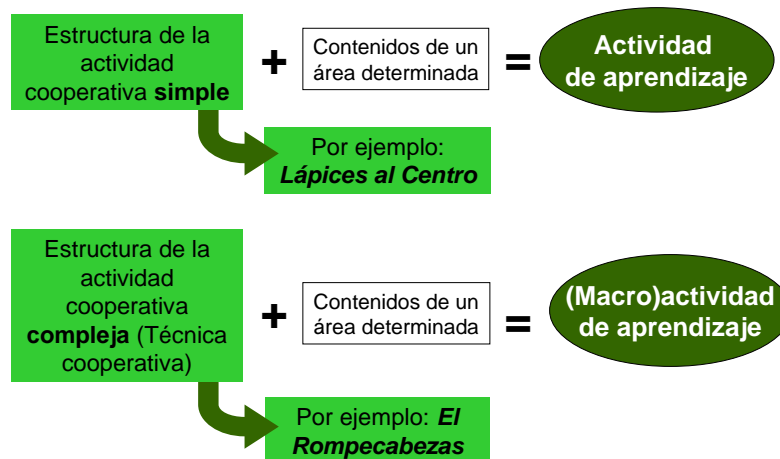 Estructura de la
actividad
cooperativa simple
+
Contenidos de un
área determinada
=
Actividad
de aprendizaje
Por ejemplo:
Lápices al Centro
Estructura de la
actividad
cooperativa
compleja (Técnica
cooperativa)
+
Contenidos de un
área determinada
=
(Macro)actividad
de aprendizaje
Por ejemplo: El
Rompecabezas